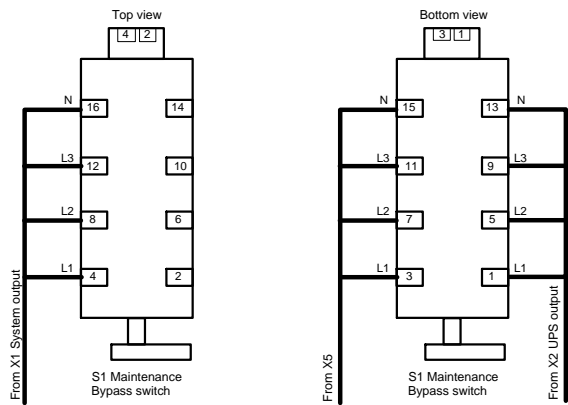 Top view
4 2
N 16 14
L3 12 10
L2 8 6
L1 4 2
From X1 System output
S1 Maintenance
Bypass switch
Bottom view
3 1
N 15 13 N
L3 11 9 L3
L2 7 5 L2
L1 3 1 L1
From X5
From X2 UPS output
S1 Maintenance
Bypass switch